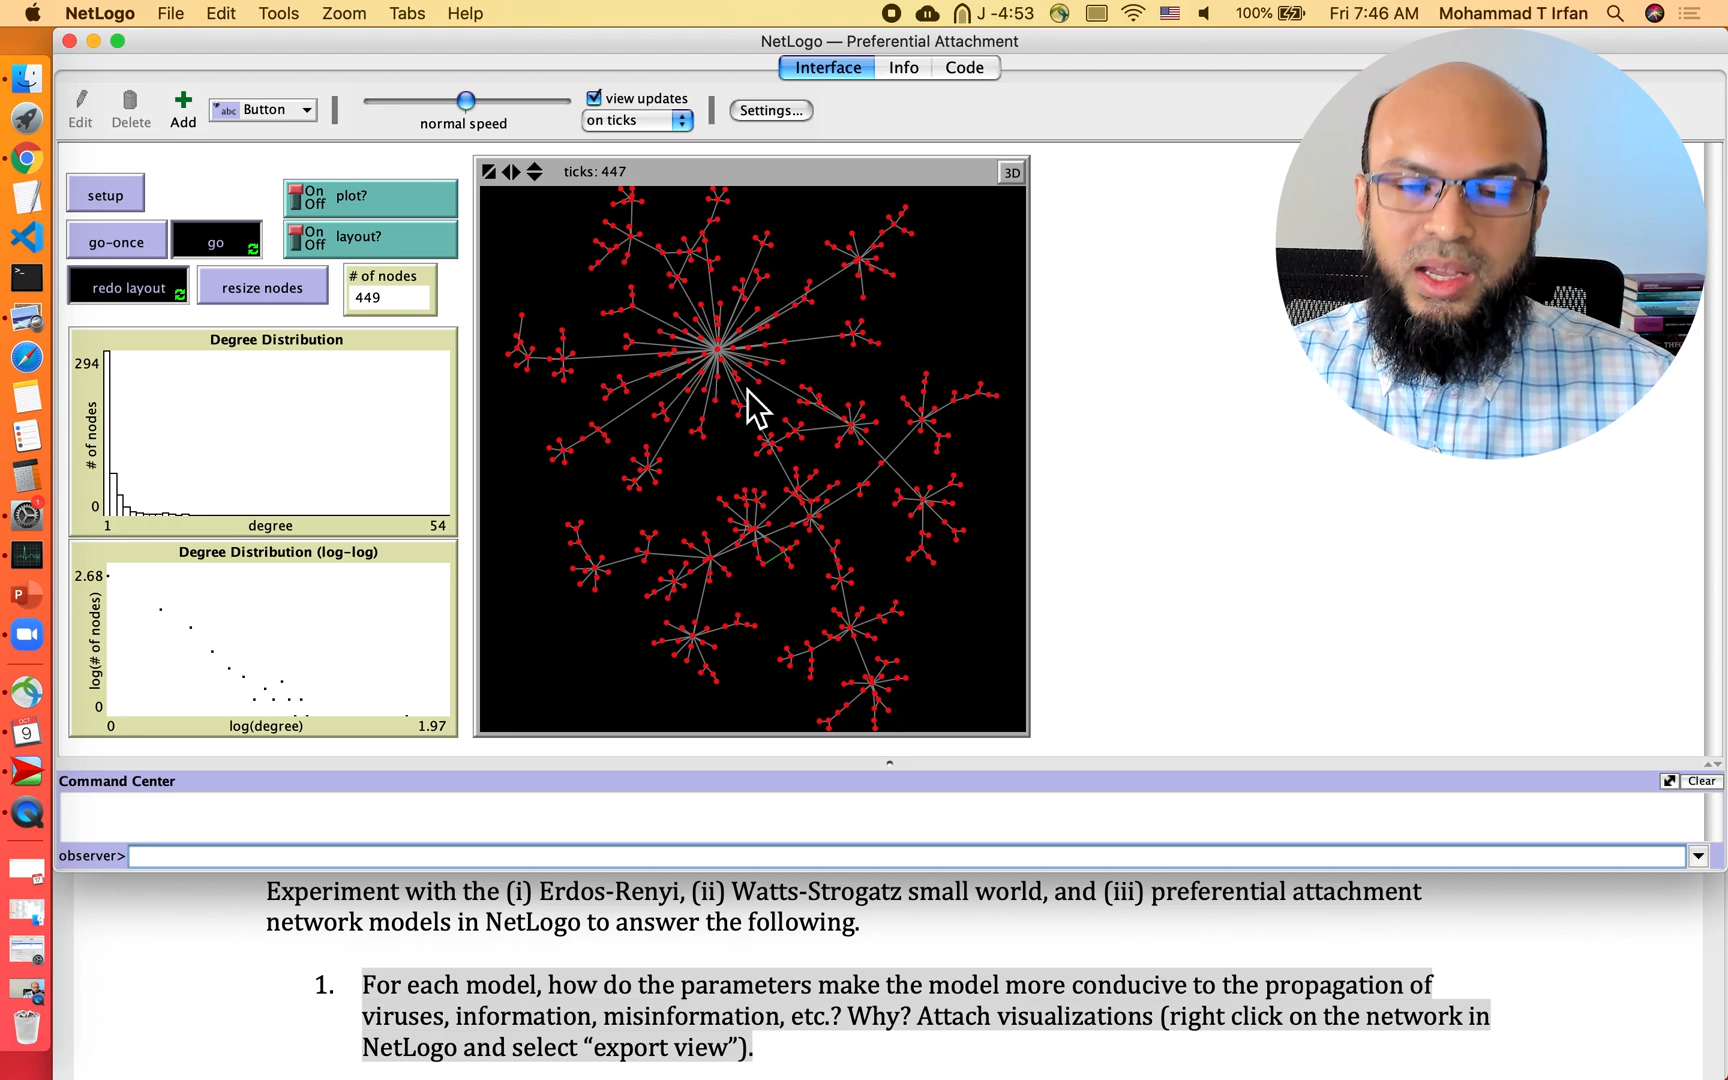 NetLogo File Edit Tools Zoom Tabs Help J -4:53 100% Fri 7:46 AM Mohammad T Irfan
NetLogo — Preferential Attachment
Interface Info Code
Edit Delete Add abc Button normal speed view updates on ticks Settings...
setup
go-once go
redo layout resize nodes
On Off plot?
On Off layout?
# of nodes
449
Degree Distribution
294
# of nodes
0
1 degree 54
Degree Distribution (log-log)
2.68
log(# of nodes)
0
0 log(degree) 1.97
ticks: 447 3D
Command Center Clear
observer>
Experiment with the (i) Erdos-Renyi, (ii) Watts-Strogatz small world, and (iii) preferential attachment
network models in NetLogo to answer the following.
1. For each model, how do the parameters make the model more conducive to the propagation of
viruses, information, misinformation, etc.? Why? Attach visualizations (right click on the network in
NetLogo and select “export view”).
OCT
9
P
1
17